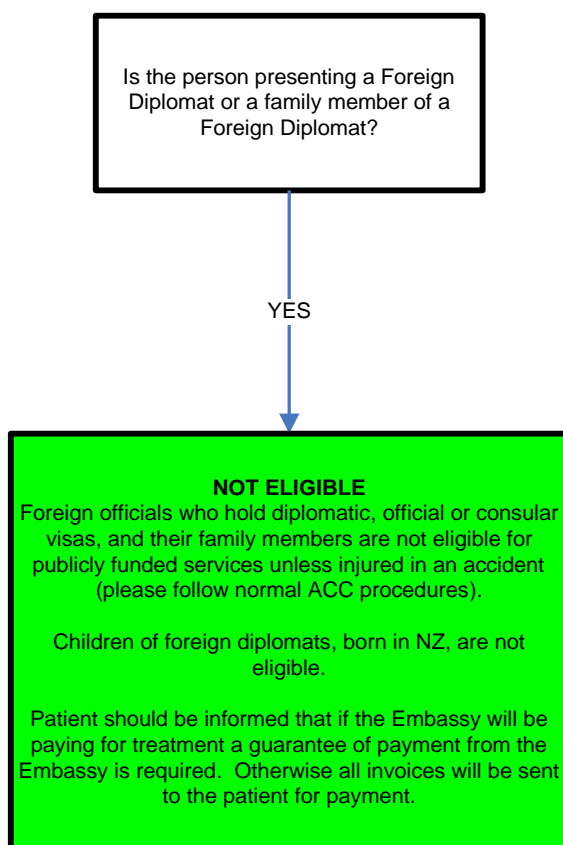 Is the person presenting a Foreign
Diplomat or a family member of a
Foreign Diplomat?
YES
NOT ELIGIBLE
Foreign officials who hold diplomatic, official or consular
visas, and their family members are not eligible for
publicly funded services unless injured in an accident
(please follow normal ACC procedures).
Children of foreign diplomats, born in NZ, are not
eligible.
Patient should be informed that if the Embassy will be
paying for treatment a guarantee of payment from the
Embassy is required.  Otherwise all invoices will be sent
to the patient for payment.